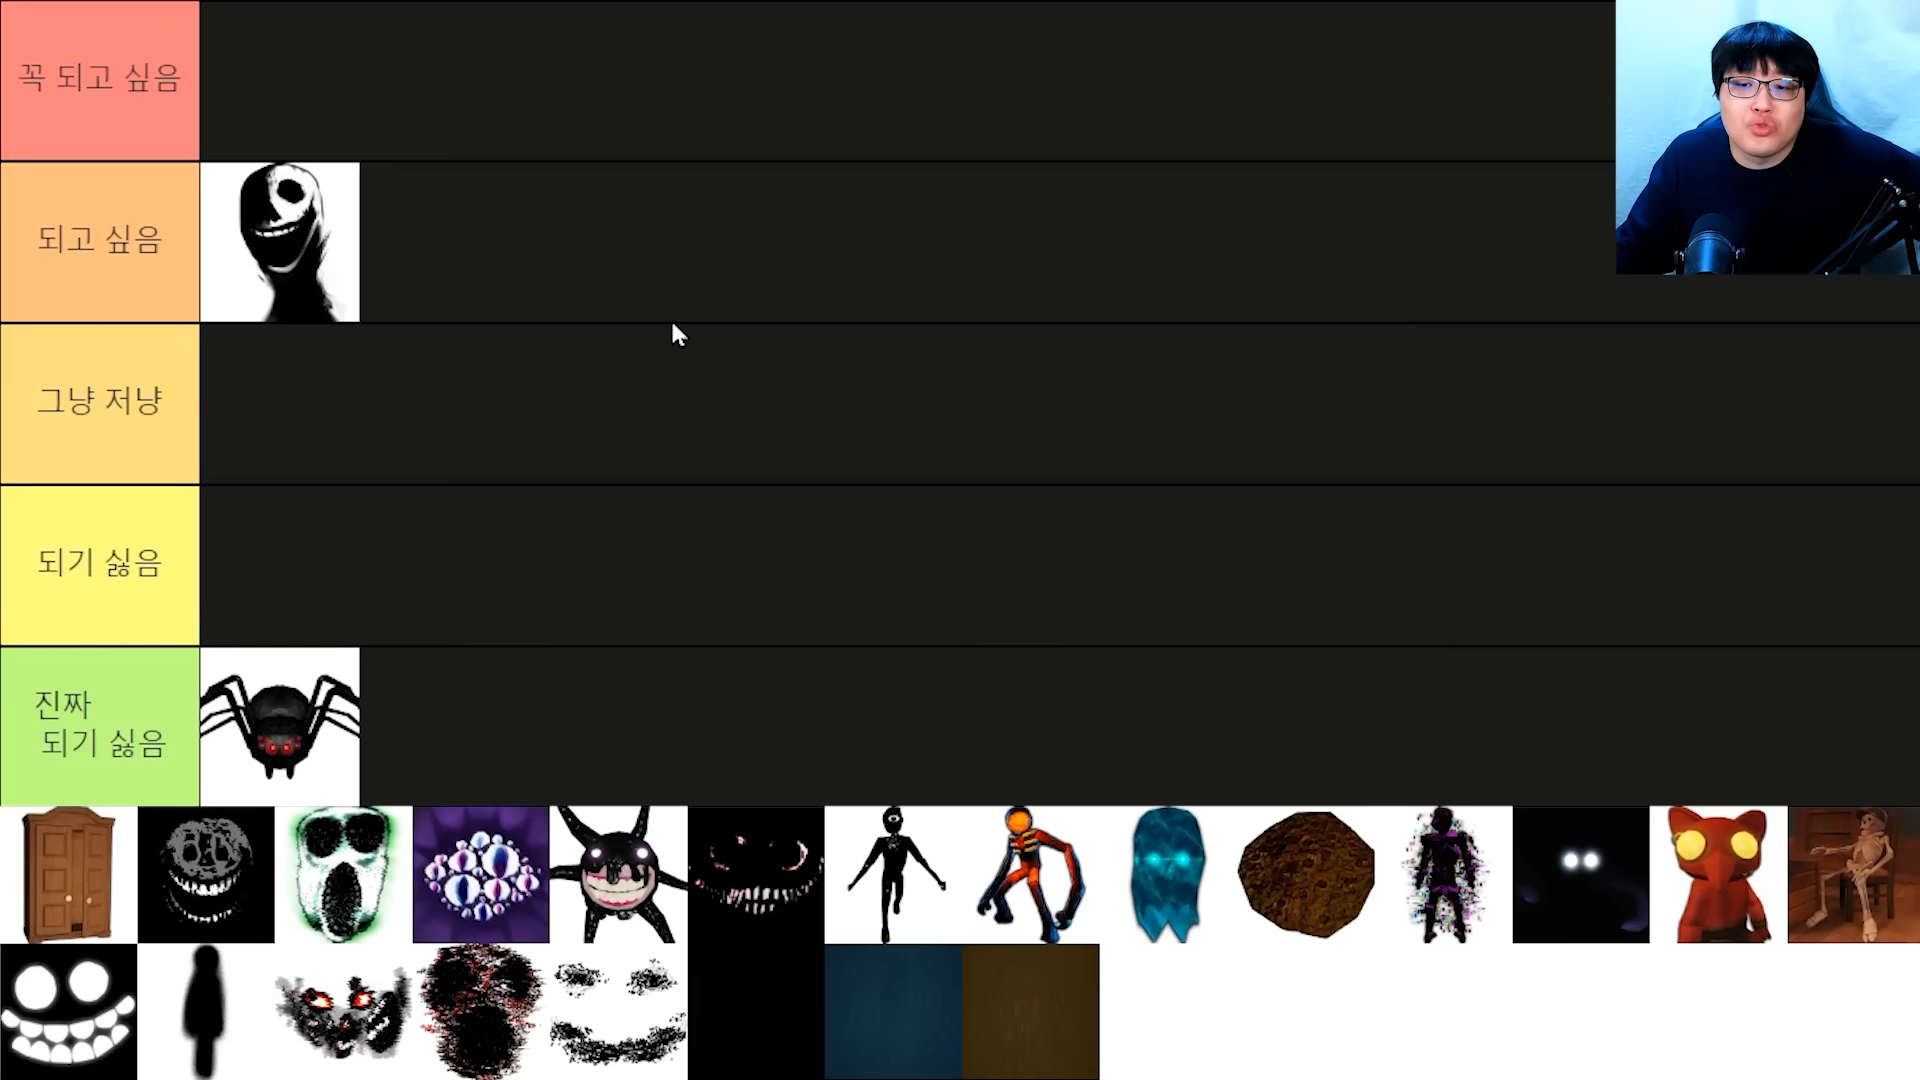 꼭 되고 싶음
되고 싶음
그냥 저냥
되기 싫음
진짜
되기 싫음